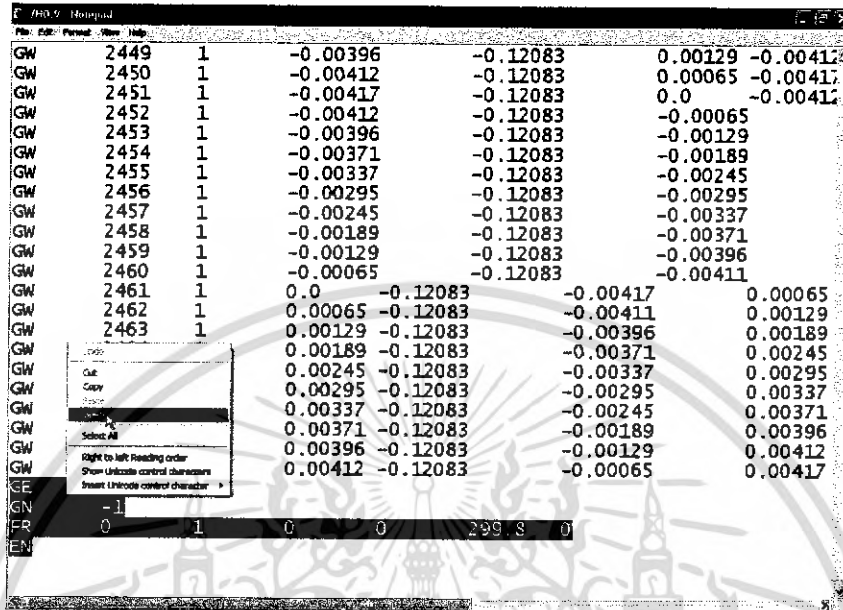 7H0.9 - Notepad
File Edit Format View Help
GW 2449 1 -0.00396 -0.12083 0.00129 -0.00412
GW 2450 1 -0.00412 -0.12083 0.00065 -0.00417
GW 2451 1 -0.00417 -0.12083 0.0 -0.00412
GW 2452 1 -0.00412 -0.12083 -0.00065
GW 2453 1 -0.00396 -0.12083 -0.00129
GW 2454 1 -0.00371 -0.12083 -0.00189
GW 2455 1 -0.00337 -0.12083 -0.00245
GW 2456 1 -0.00295 -0.12083 -0.00295
GW 2457 1 -0.00245 -0.12083 -0.00337
GW 2458 1 -0.00189 -0.12083 -0.00371
GW 2459 1 -0.00129 -0.12083 -0.00396
GW 2460 1 -0.00065 -0.12083 -0.00411
GW 2461 1 0.0 -0.12083 -0.00417 0.00065
GW 2462 1 0.00065 -0.12083 -0.00411 0.00129
GW 2463 1 0.00129 -0.12083 -0.00396 0.00189
GW 0.00189 -0.12083 -0.00371 0.00245
GW 0.00245 -0.12083 -0.00337 0.00295
GW 0.00295 -0.12083 -0.00295 0.00337
GW 0.00337 -0.12083 -0.00245 0.00371
GW 0.00371 -0.12083 -0.00189 0.00396
GW 0.00396 -0.12083 -0.00129 0.00412
GW 0.00412 -0.12083 -0.00065 0.00417
GE
GN -1
FR 0 1 0 0 299.8 0
EN
Undo
Cut
Copy
Paste
Select All
Right to left Reading order
Show Unicode control characters
Insert Unicode control character